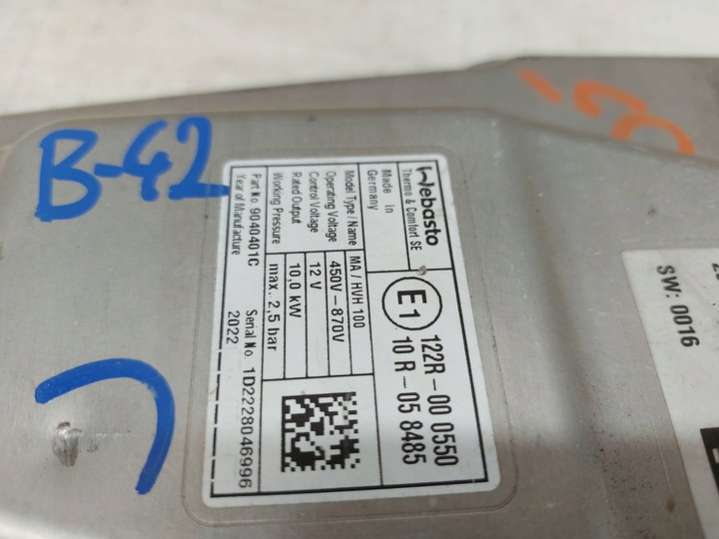 B-42
Webasto
Thermo & Comfort SE
Made in
Germany
E1
122R-00 0550
10 R-05 8485
Model Type / Name MA / HVH 100
Operating Voltage 450V-870V
Control Voltage 12 V
Rated Output 10,0 kW
Working Pressure max. 2,5 bar
Part No 9040401C Serial No. 1D2228046996
Year of Manufacture 2022
SW: 0016